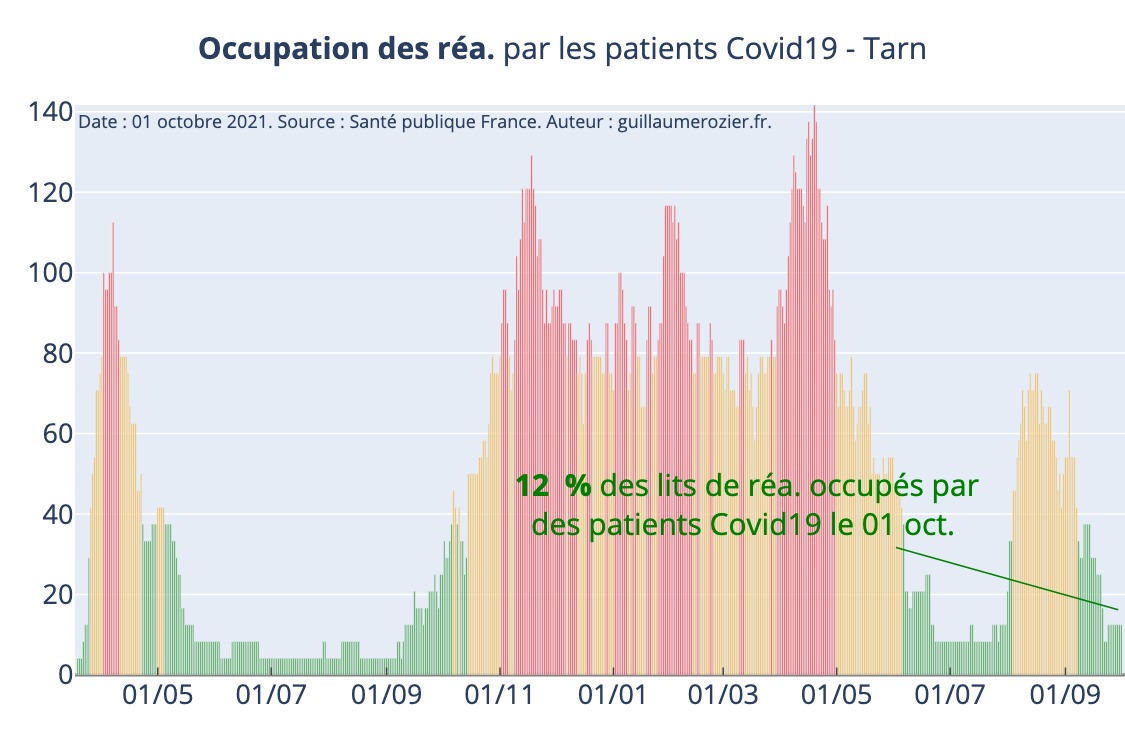 Occupation des réa. par les patients Covid19 - Tarn
140
Date : 01 octobre 2021. Source : Santé publique France. Auteur : guillaumerozier.fr.
120
100
80
60
12 % des lits de réa. occupés par
40
des patients Covid19 le 01 oct.
20
0
01/05 01/07 01/09 01/11 01/01 01/03 01/05 01/07 01/09